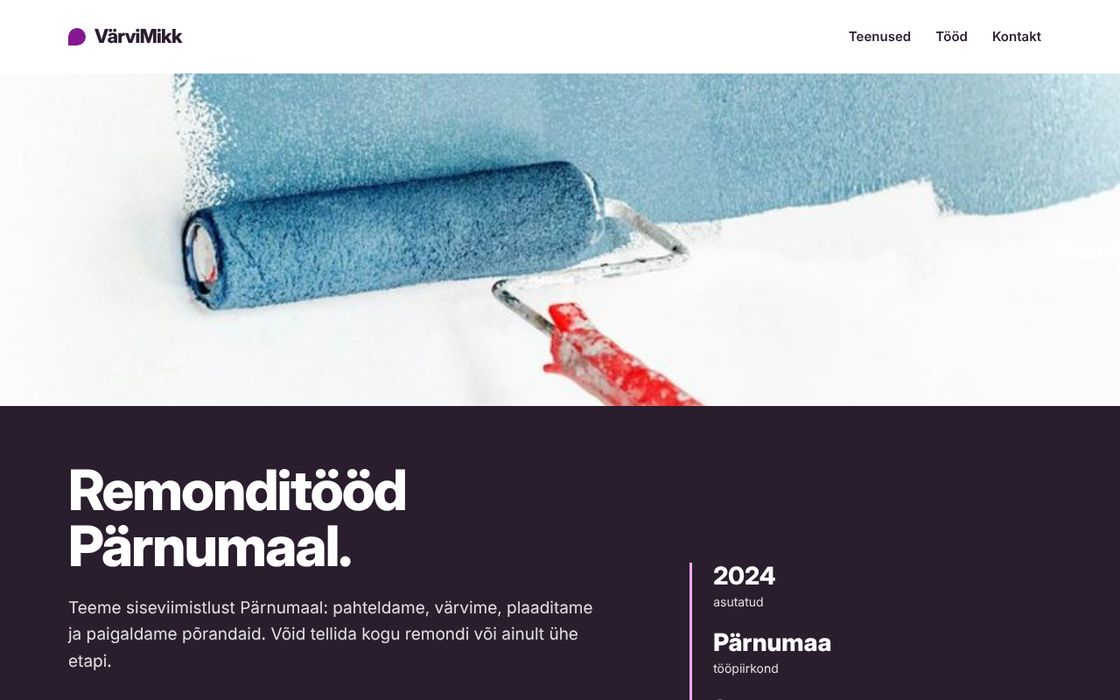 VärviMikk
Teenused
Tööd
Kontakt
Remonditööd
Pärnumaal.
Teeme siseviimistlust Pärnumaal: pahteldame, värvime, plaaditame
ja paigaldame põrandaid. Võid tellida kogu remondi või ainult ühe
etapi.
2024
asutatud
Pärnumaa
tööpiirkond